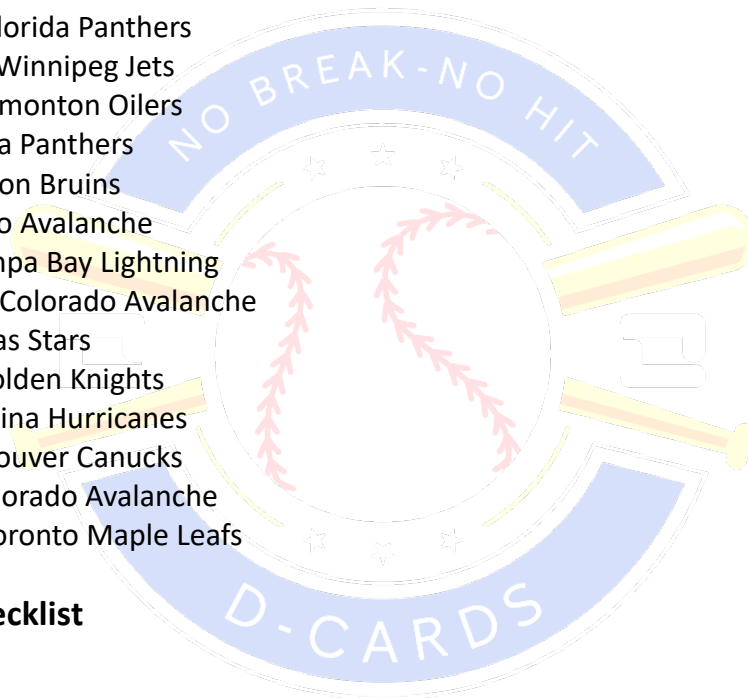 lorida Panthers
Winnipeg Jets
monton Oilers
a Panthers
on Bruins
o Avalanche
mpa Bay Lightning
Colorado Avalanche
as Stars
olden Knights
ina Hurricanes
ouver Canucks
orado Avalanche
oronto Maple Leafs
ecklist
NO BREAK-NO HIT
D-CARDS